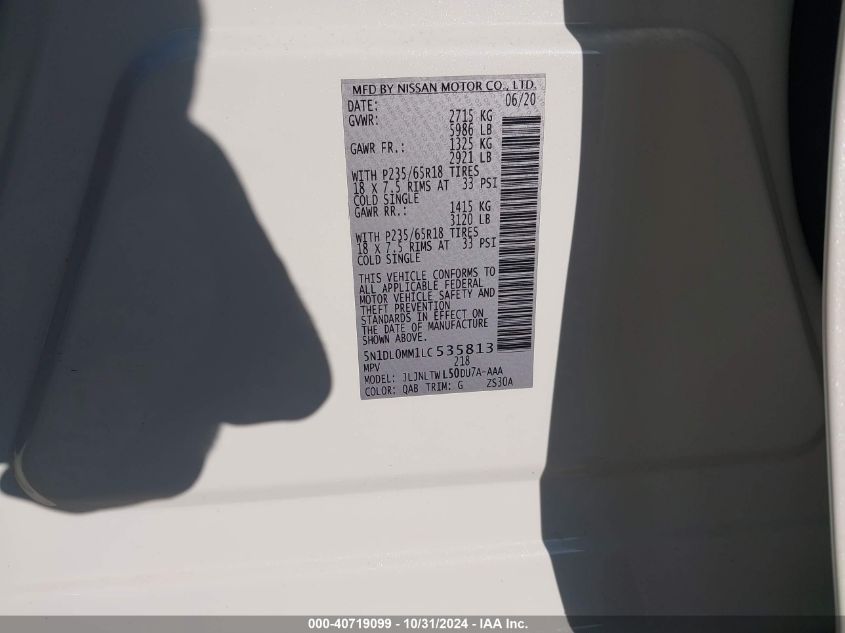 MFD BY NISSAN MOTOR CO., LTD.
DATE: 06/20
GVWR: 2715 KG
5986 LB
GAWR FR.: 1325 KG
2921 LB
WITH P235/65R18 TIRES
18 X 7.5 RIMS AT 33 PSI
COLD SINGLE
GAWR RR.: 1415 KG
3120 LB
WITH P235/65R18 TIRES
18 X 7.5 RIMS AT 33 PSI
COLD SINGLE
THIS VEHICLE CONFORMS TO
ALL APPLICABLE FEDERAL
MOTOR VEHICLE SAFETY AND
THEFT PREVENTION
STANDARDS IN EFFECT ON
THE DATE OF MANUFACTURE
SHOWN ABOVE.
5N1DL0MM1LC535813
MPV 218
MODEL: JLJNLTWL50DU7A-AAA
COLOR: QAB TRIM: G ZS30A
000-40719099 - 10/31/2024 - IAA Inc.